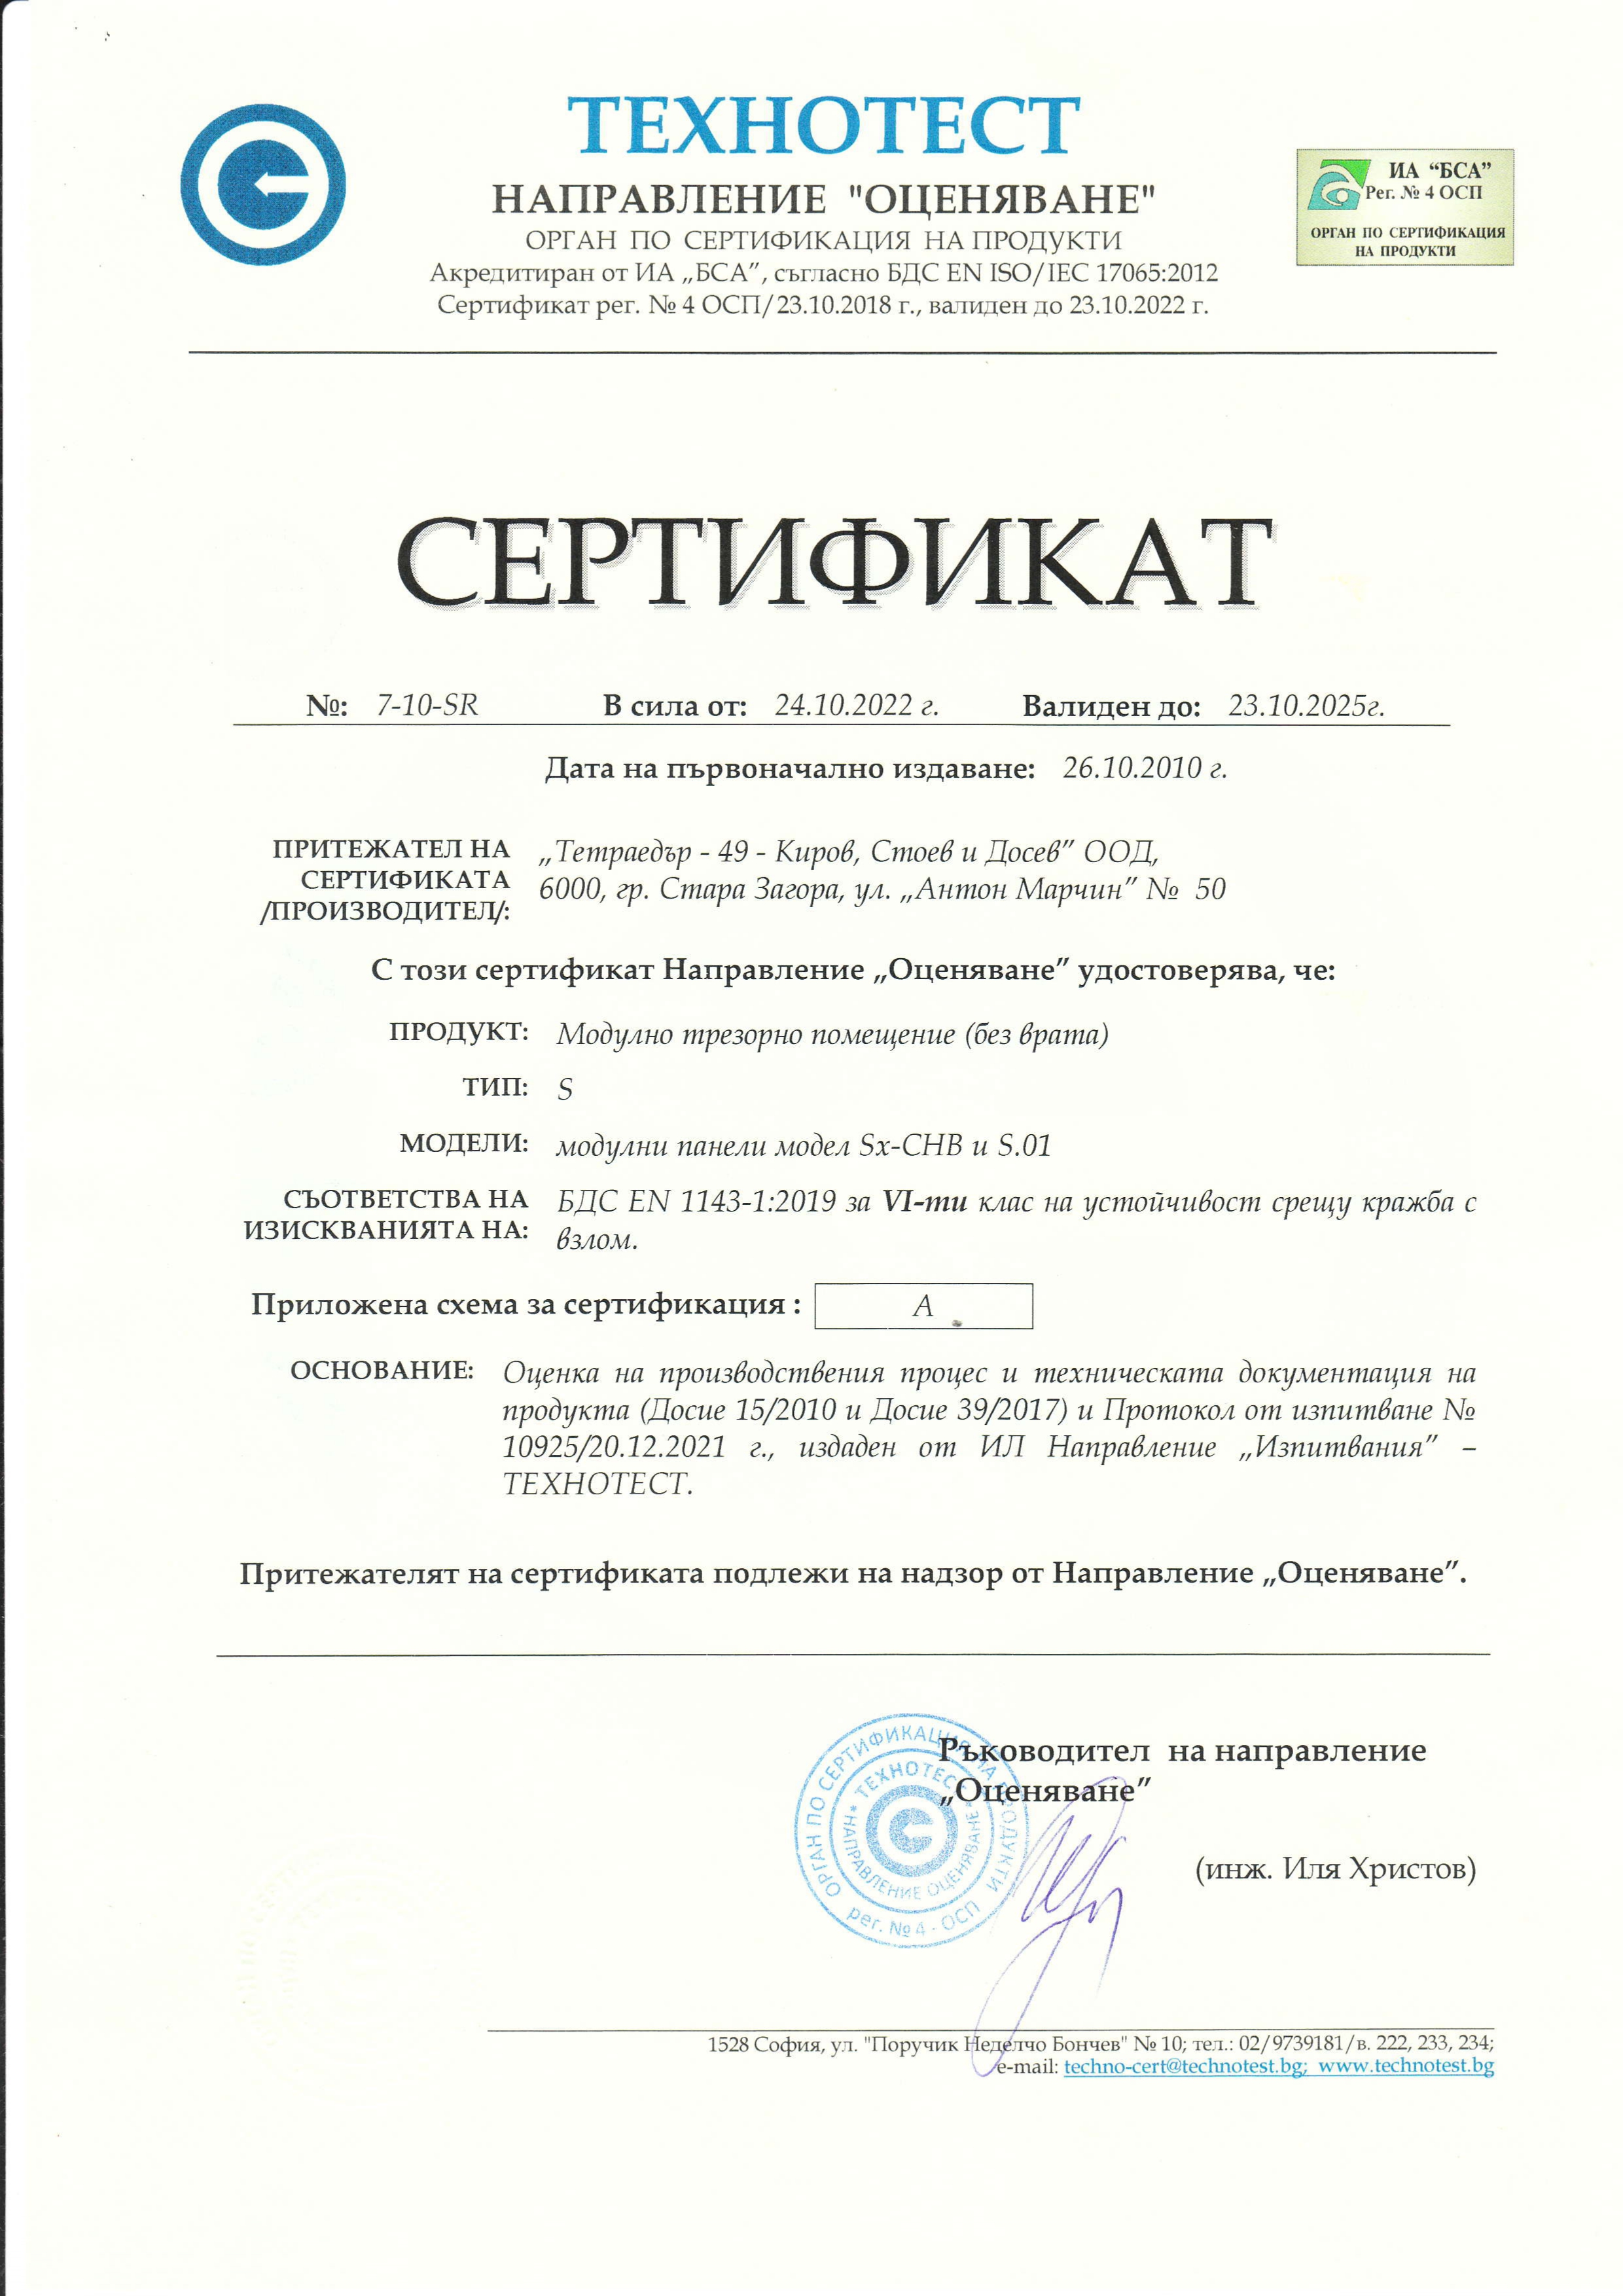 ТЕХНОТЕСТ
НАПРАВЛЕНИЕ "ОЦЕНЯВАНЕ"
ОРГАН ПО СЕРТИФИКАЦИЯ НА ПРОДУКТИ
Акредитиран от ИА „БСА”, съгласно БДС EN ISO/IEC 17065:2012
Сертификат рег. № 4 ОСП/23.10.2018 г., валиден до 23.10.2022 г.
ИА “БСА”
Рег. № 4 ОСП
ОРГАН ПО СЕРТИФИКАЦИЯ
НА ПРОДУКТИ
СЕРТИФИКАТ
№: 7-10-SR В сила от: 24.10.2022 г. Валиден до: 23.10.2025г.
Дата на първоначално издаване: 26.10.2010 г.
ПРИТЕЖАТЕЛ НА
СЕРТИФИКАТА
/ПРОИЗВОДИТЕЛ/:
„Тетраедър - 49 - Киров, Стоев и Досев” ООД,
6000, гр. Стара Загора, ул. „Антон Марчин” № 50
С този сертификат Направление „Оценяване” удостоверява, че:
ПРОДУКТ: Модулно трезорно помещение (без врата)
ТИП: S
МОДЕЛИ: модулни панели модел Sx-CHB и S.01
СЪОТВЕТСТВА НА
ИЗИСКВАНИЯТА НА:
БДС EN 1143-1:2019 за VI-ти клас на устойчивост срещу кражба с
взлом.
Приложена схема за сертификация : А
ОСНОВАНИЕ: Оценка на производствения процес и техническата документация на
продукта (Досие 15/2010 и Досие 39/2017) и Протокол от изпитване №
10925/20.12.2021 г., издаден от ИЛ Направление „Изпитвания” –
ТЕХНОТЕСТ.
Притежателят на сертификата подлежи на надзор от Направление „Оценяване”.
Ръководител на направление
„Оценяване”
(инж. Иля Христов)
ОРГАН ПО СЕРТИФИКАЦИЯ НА ПРОДУКТИ
рег. № 4 - ОСП
* ТЕХНОТЕСТ *
НАПРАВЛЕНИЕ ОЦЕНЯВАНЕ
1528 София, ул. "Поручик Неделчо Бончев" № 10; тел.: 02/9739181/в. 222, 233, 234;
e-mail: techno-cert@technotest.bg; www.technotest.bg